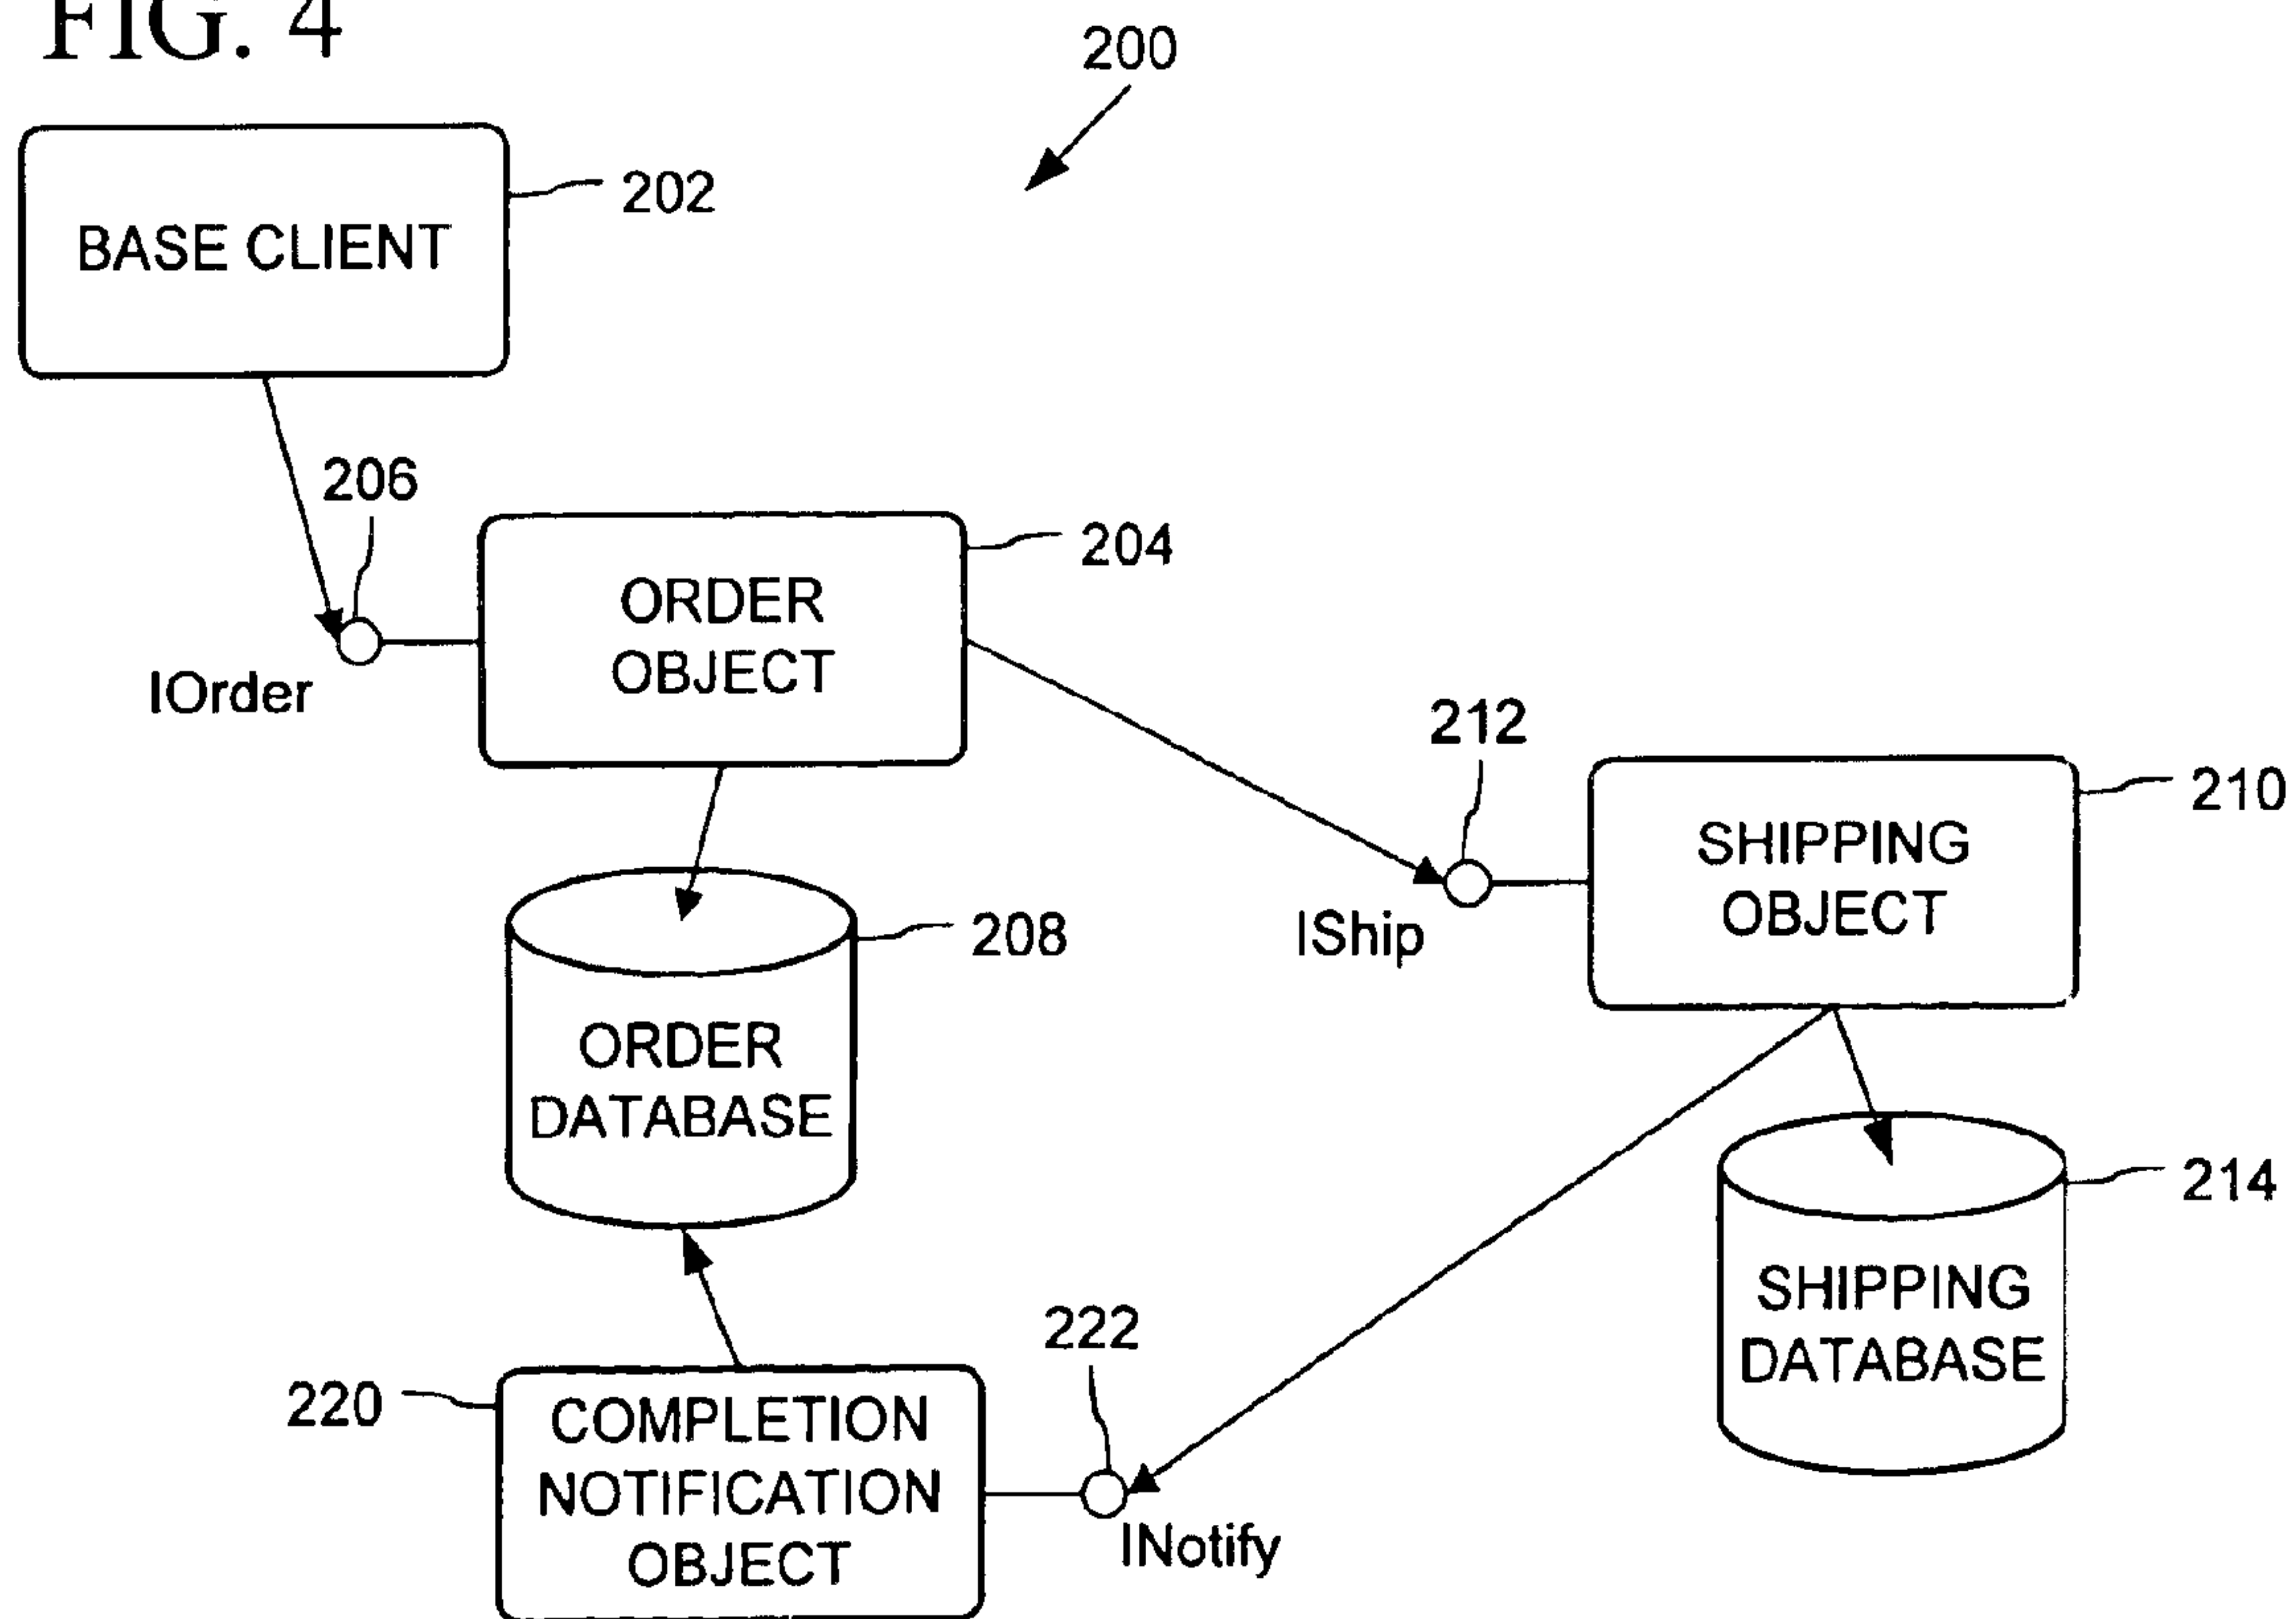 FIG. 4
200
202
BASE CLIENT
206
204
ORDER
OBJECT
IOrder
212
210
SHIPPING
OBJECT
IShip
208
ORDER
DATABASE
214
SHIPPING
DATABASE
222
220
COMPLETION
NOTIFICATION
OBJECT
INotify